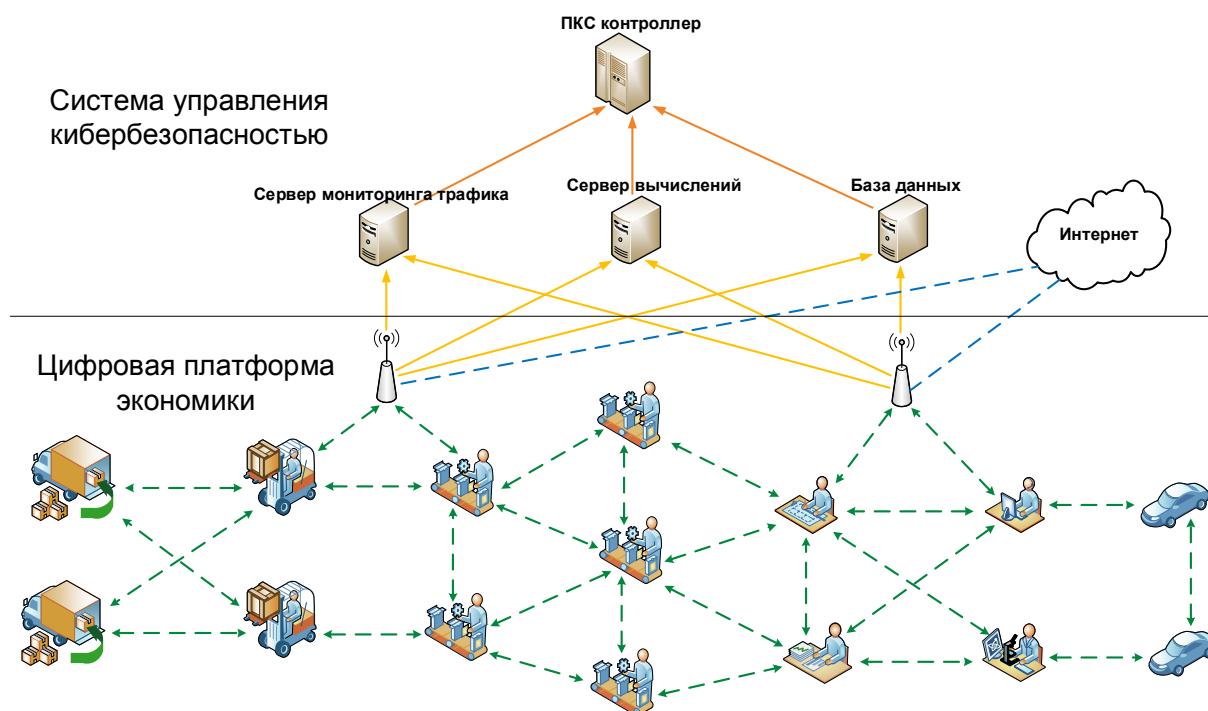 ПКС контроллер
Система управления
кибербезопасностью
Сервер мониторинга трафика
Сервер вычислений
База данных
Интернет
Цифровая платформа
экономики